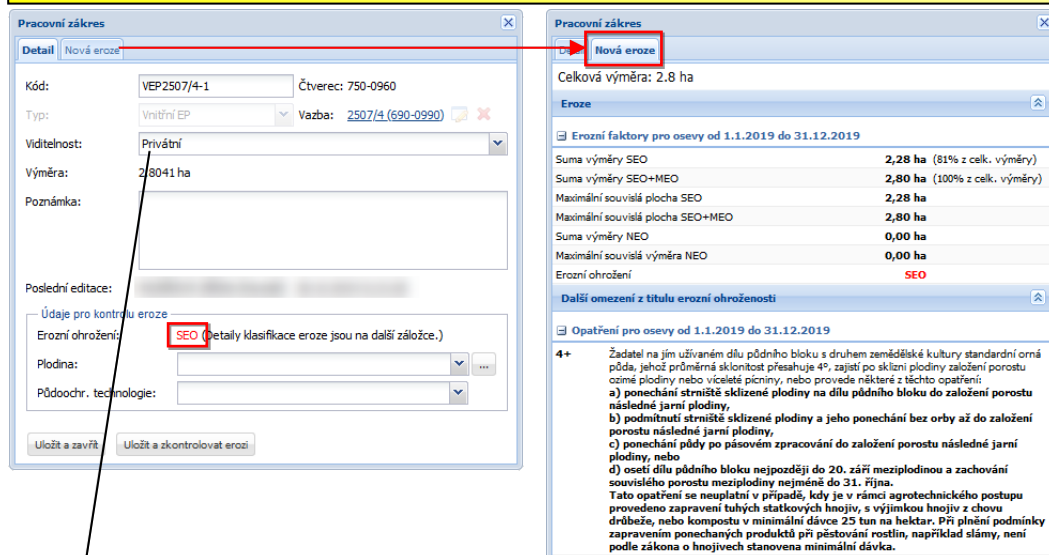 Pracovní zákres
Detail Nová eroze
Kód: VEP2507/4-1 Čtverec: 750-0960
Typ: Vnitřní EP Vazba: 2507/4 (690-0990)
Viditelnost: Privátní
Výměra: 2,8041 ha
Poznámka:
Poslední editace:
Údaje pro kontrolu eroze
Erozní ohrožení: SEO (Detaily klasifikace eroze jsou na další záložce.)
Plodina: ...
Půdoochr. technologie:
Uložit a zavřít Uložit a zkontrolovat erozi
Pracovní zákres
Detail Nová eroze
Celková výměra: 2.8 ha
Eroze
Erozní faktory pro osevy od 1.1.2019 do 31.12.2019
Suma výměry SEO 2,28 ha (81% z celk. výměry)
Suma výměry SEO+MEO 2,80 ha (100% z celk. výměry)
Maximální souvislá plocha SEO 2,28 ha
Maximální souvislá plocha SEO+MEO 2,80 ha
Suma výměry NEO 0,00 ha
Maximální souvislá výměra NEO 0,00 ha
Erozní ohrožení SEO
Další omezení z titulu erozní ohroženosti
Opatření pro osevy od 1.1.2019 do 31.12.2019
4+ Žadatel na jím užívaném dílu půdního bloku s druhem zemědělské kultury standardní orná
půda, jehož průměrná sklonitost přesahuje 4°, zajistí po sklizni plodiny založení porostu
ozimé plodiny nebo víceleté pícniny, nebo provede některé z těchto opatření:
a) ponechání strniště sklizené plodiny na dílu půdního bloku do založení porostu
následné jarní plodiny,
b) podmítnutí strniště sklizené plodiny a jeho ponechání bez orby až do založení
porostu následné jarní plodiny,
c) ponechání půdy po pásovém zpracování do založení porostu následné jarní
plodiny, nebo
d) osetí dílu půdního bloku nejpozději do 20. září meziplodinou a zachování
souvislého porostu meziplodiny nejméně do 31. října.
Tato opatření se neuplatní v případě, kdy je v rámci agrotechnického postupu
provedeno zapravení tuhých statkových hnojiv, s výjimkou hnojiv z chovu
drůbeže, nebo kompostu v minimální dávce 25 tun na hektar. Při plnění podmínky
zapravením ponechaných produktů při pěstování rostlin, například slámy, není
podle zákona o hnojivech stanovena minimální dávka.